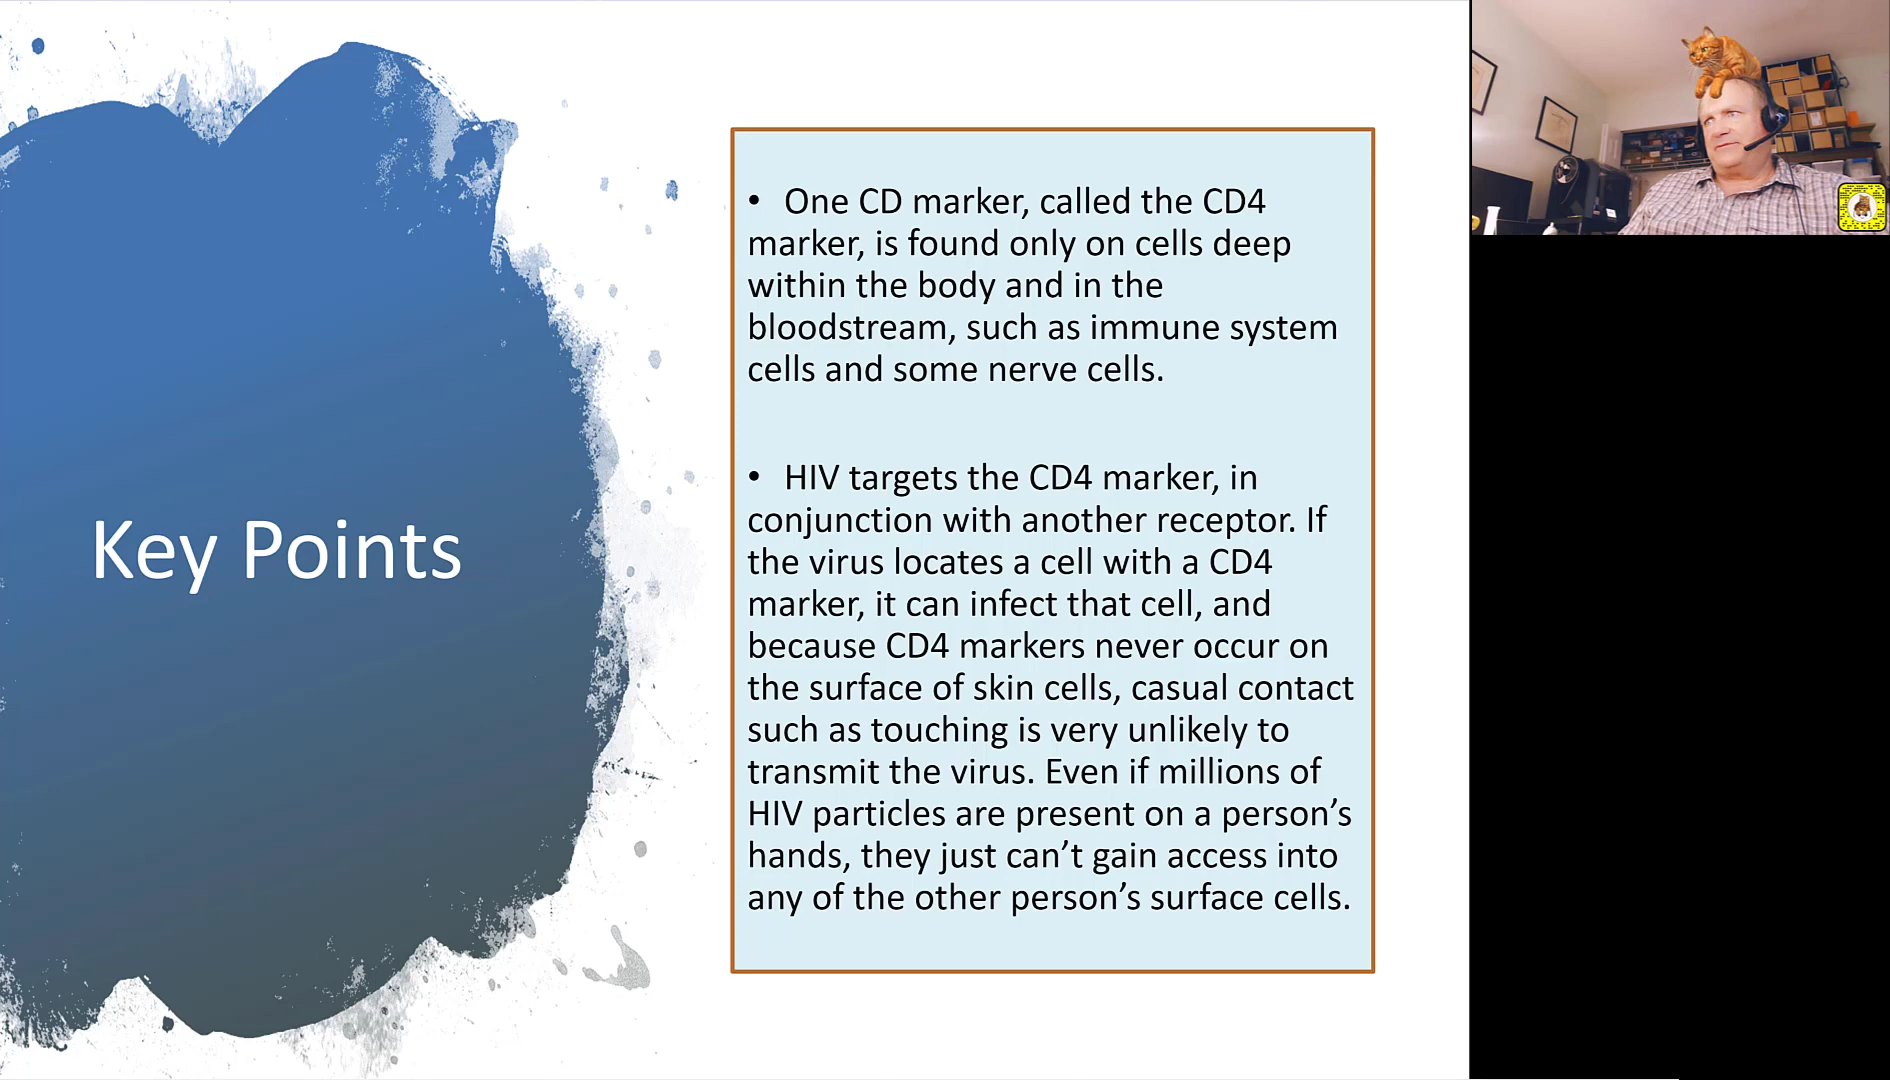 Key Points
• One CD marker, called the CD4
marker, is found only on cells deep
within the body and in the
bloodstream, such as immune system
cells and some nerve cells.
• HIV targets the CD4 marker, in
conjunction with another receptor. If
the virus locates a cell with a CD4
marker, it can infect that cell, and
because CD4 markers never occur on
the surface of skin cells, casual contact
such as touching is very unlikely to
transmit the virus. Even if millions of
HIV particles are present on a person’s
hands, they just can’t gain access into
any of the other person’s surface cells.